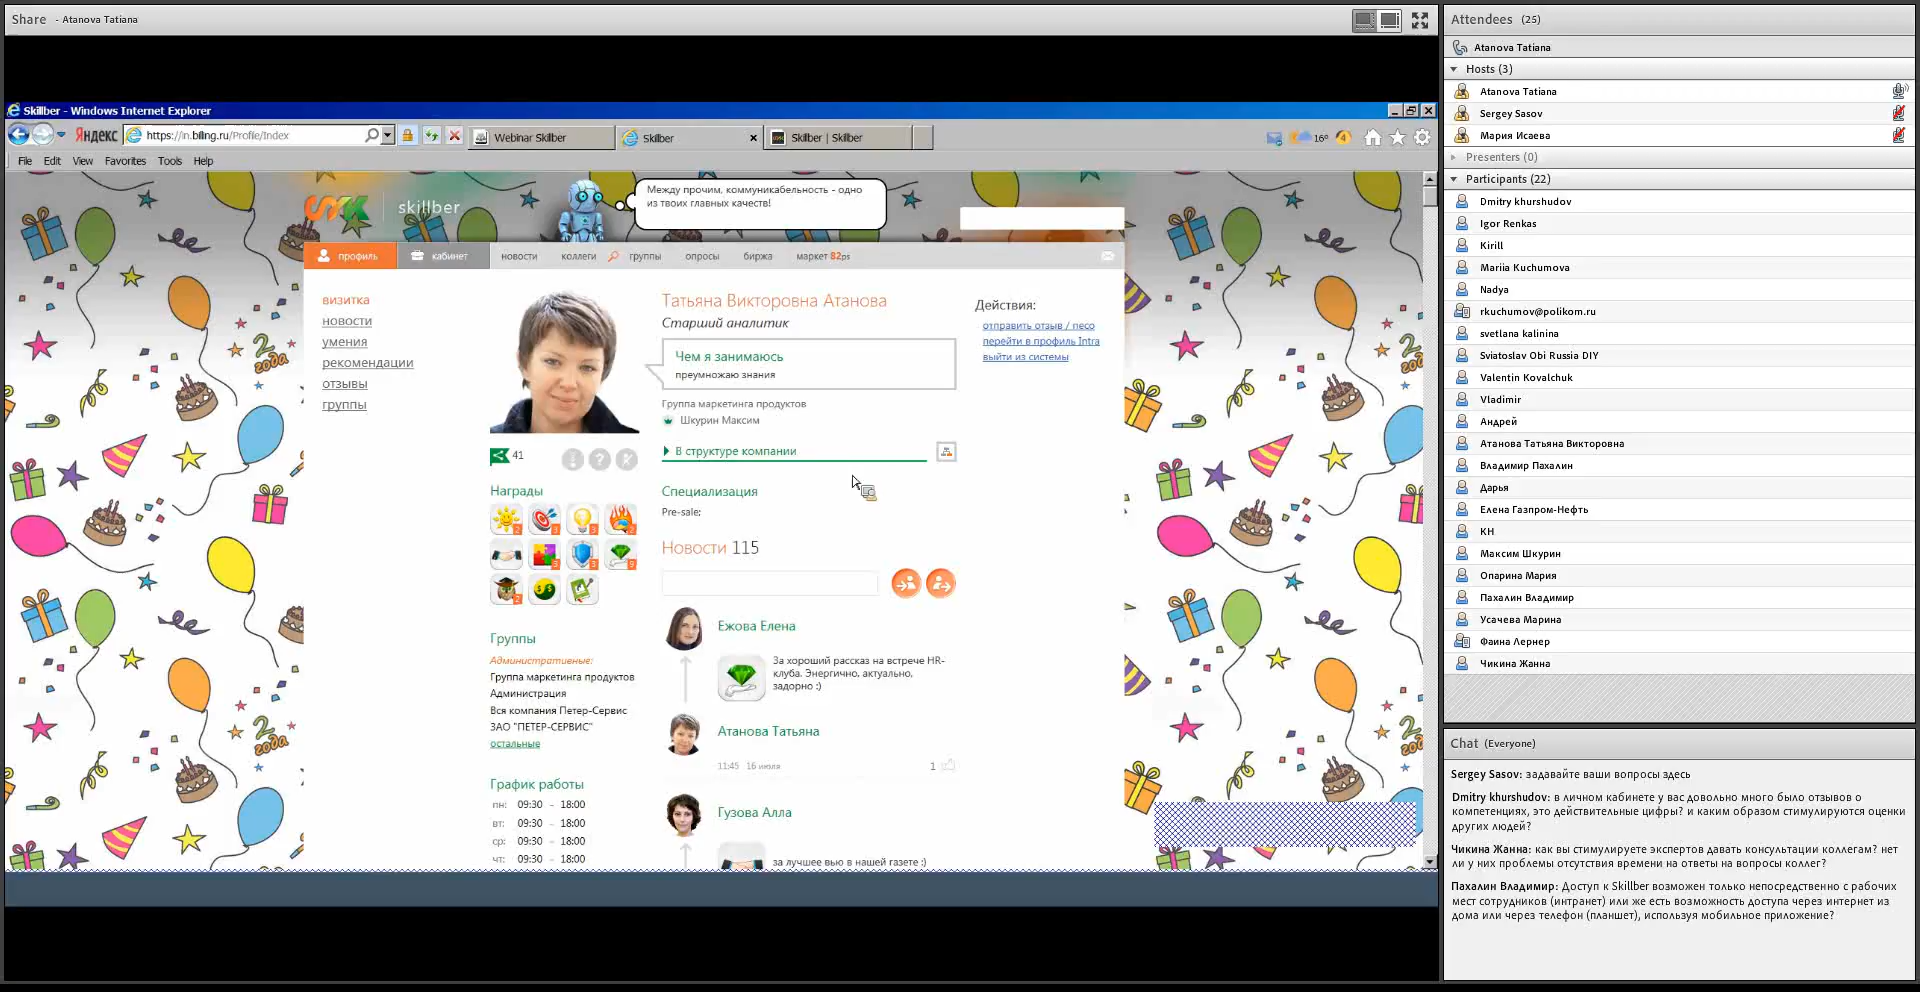 Share - Atanova Tatiana
Skillber - Windows Internet Explorer
Яндекс
https://in.billing.ru/Profile/Index
Webinar Skillber
Skillber
Skillber | Skillber
16°
4
File Edit View Favorites Tools Help
skillber
Между прочим, коммуникабельность - одно
из твоих главных качеств!
профиль
кабинет
новости
коллеги
группы
опросы
биржа
маркет 82ps
визитка
новости
умения
рекомендации
отзывы
группы
Татьяна Викторовна Атанова
Старший аналитик
Чем я занимаюсь
преумножаю знания
Группа маркетинга продуктов
Шкурин Максим
В структуре компании
Специализация
Pre-sale;
Действия:
отправить отзыв / песо
перейти в профиль Intra
выйти из системы
41
Награды
Группы
Административные:
Группа маркетинга продуктов
Администрация
Вся компания Петер-Сервис
ЗАО "ПЕТЕР-СЕРВИС"
остальные
График работы
пн: 09:30 - 18:00
вт: 09:30 - 18:00
ср: 09:30 - 18:00
чт: 09:30 - 18:00
Новости 115
Ежова Елена
За хороший рассказ на встрече HR-
клуба. Энергично, актуально,
задорно :)
Атанова Татьяна
11:45 16 июля
1
Гузова Алла
за лучшее вью в нашей газете :)
2 года
Attendees (25)
Atanova Tatiana
Hosts (3)
Atanova Tatiana
Sergey Sasov
Мария Исаева
Presenters (0)
Participants (22)
Dmitry khurshudov
Igor Renkas
Kirill
Mariia Kuchumova
Nadya
rkuchumov@polikom.ru
svetlana kalinina
Sviatoslav Obi Russia DIY
Valentin Kovalchuk
Vladimir
Андрей
Атанова Татьяна Викторовна
Владимир Пахалин
Дарья
Елена Газпром-Нефть
КН
Максим Шкурин
Опарина Мария
Пахалин Владимир
Усачева Марина
Фаина Лернер
Чикина Жанна
Chat (Everyone)
Sergey Sasov: задавайте ваши вопросы здесь
Dmitry khurshudov: в личном кабинете у вас довольно много было отзывов о
компетенциях, это действительные цифры? и каким образом стимулируются оценки
других людей?
Чикина Жанна: как вы стимулируете экспертов давать консультации коллегам? нет
ли у них проблемы отсутствия времени на ответы на вопросы коллег?
Пахалин Владимир: Доступ к Skillber возможен только непосредственно с рабочих
мест сотрудников (интранет) или же есть возможность доступа через интернет из
дома или через телефон (планшет), используя мобильное приложение?